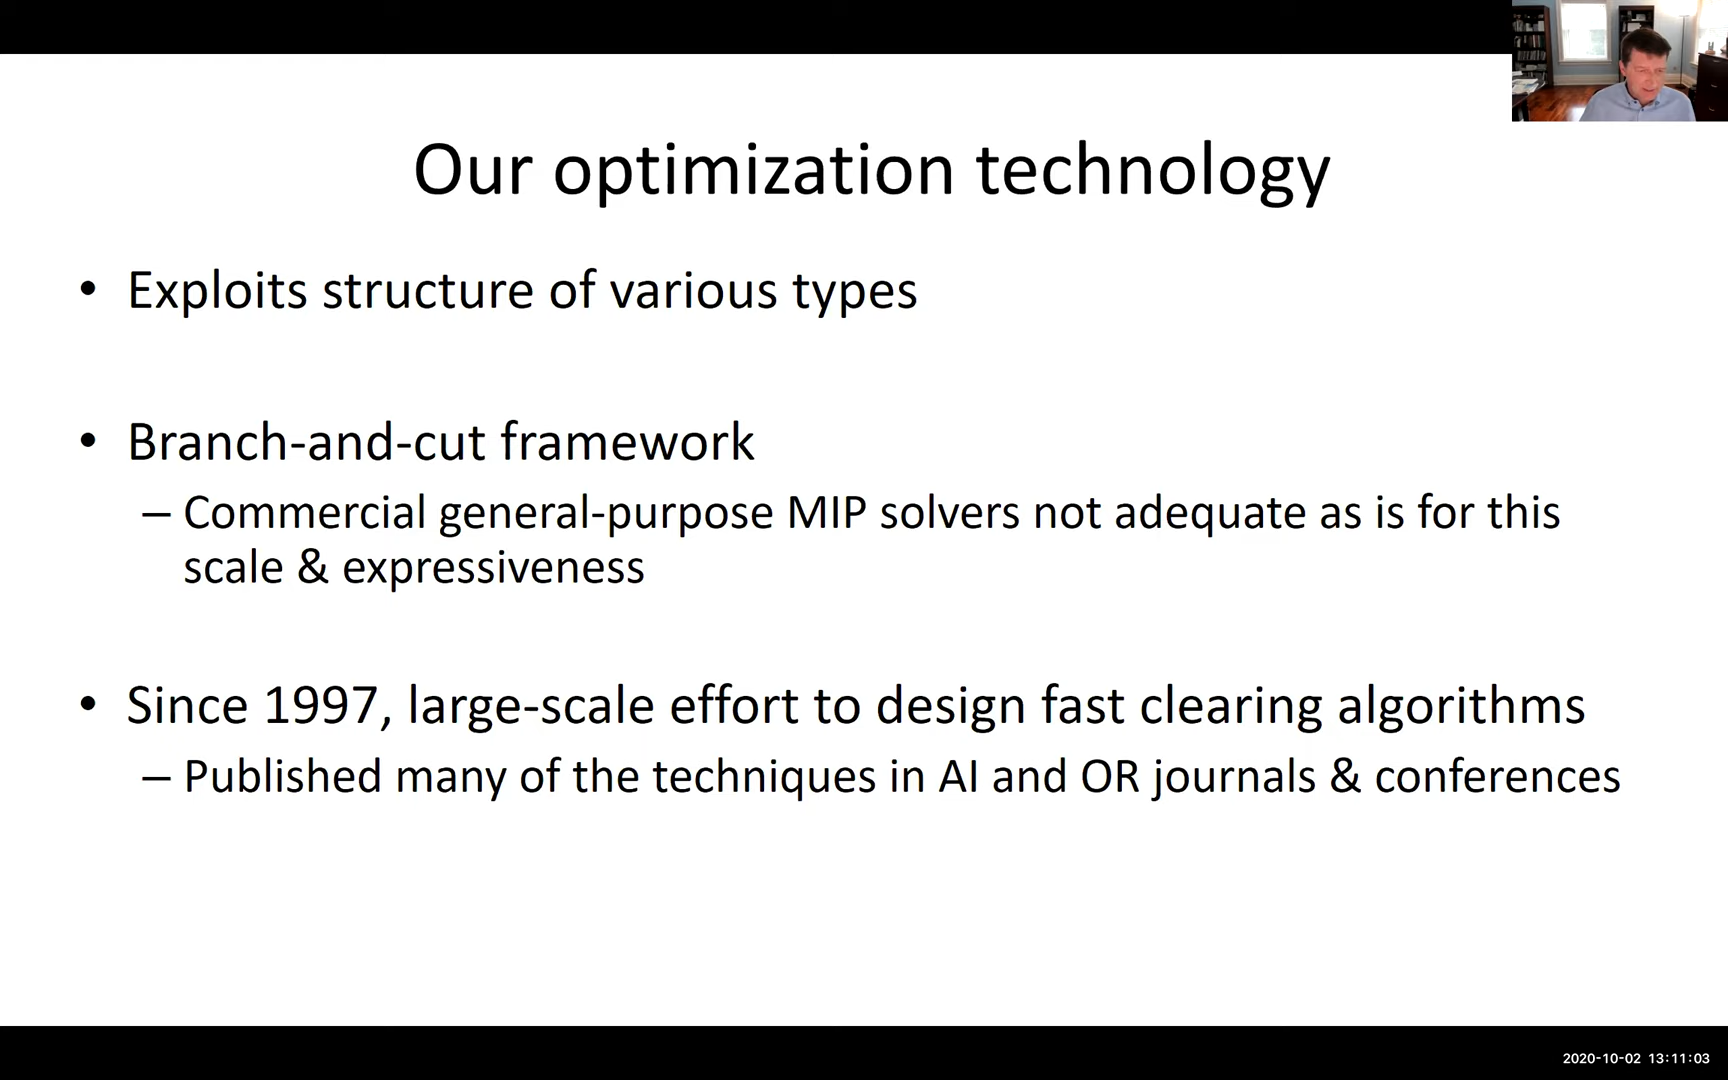 Our optimization technology
• Exploits structure of various types
• Branch-and-cut framework
– Commercial general-purpose MIP solvers not adequate as is for this
scale & expressiveness
• Since 1997, large-scale effort to design fast clearing algorithms
– Published many of the techniques in AI and OR journals & conferences
2020-10-02 13:11:03